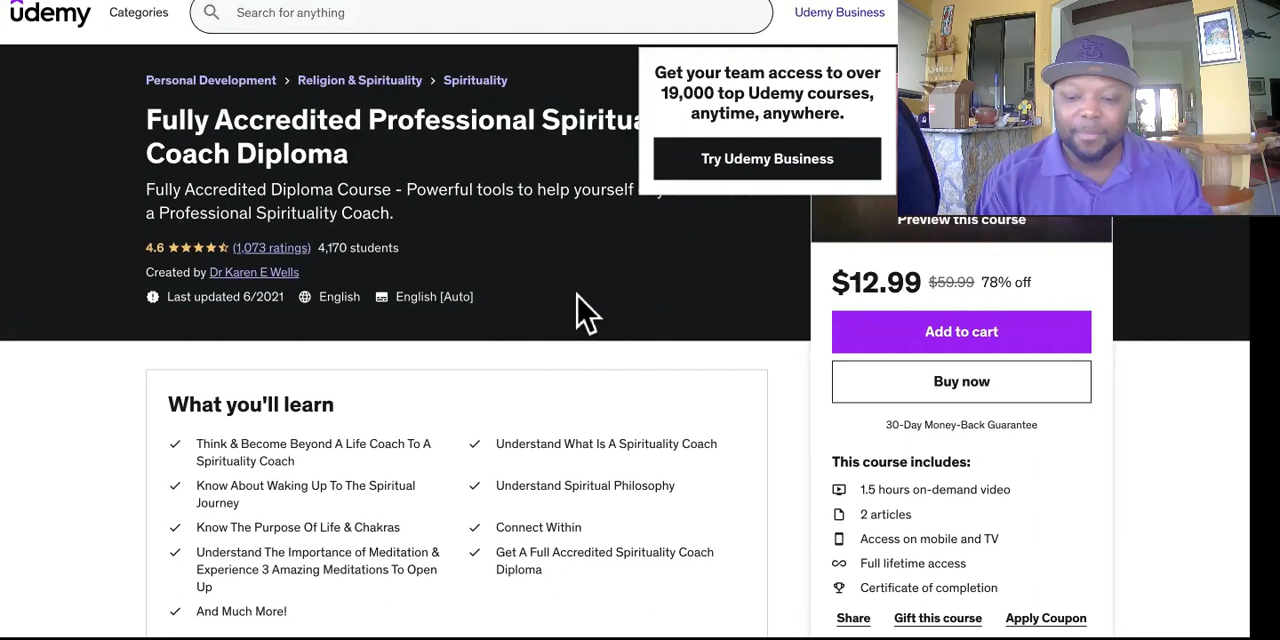 ûdemy
Categories
Search for anything
Udemy Business
Get your team access to over
19,000 top Udemy courses,
anytime, anywhere.
Try Udemy Business
Personal Development > Religion & Spirituality > Spirituality
Fully Accredited Professional
Coach Diploma
Fully Accredited Diploma Course - Powerful tools to help yourself
a Professional Spirituality Coach.
4.6 (1,073 ratings) 4,170 students
Created by Dr Karen E Wells
Last updated 6/2021 English English [Auto]
Preview this course
$12.99 $59.99 78% off
Add to cart
Buy now
30-Day Money-Back Guarantee
This course includes:
1.5 hours on-demand video
2 articles
Access on mobile and TV
Full lifetime access
Certificate of completion
Share Gift this course Apply Coupon
What you'll learn
Think & Become Beyond A Life Coach To A
Spirituality Coach
Know About Waking Up To The Spiritual
Journey
Know The Purpose Of Life & Chakras
Understand The Importance of Meditation &
Experience 3 Amazing Meditations To Open
Up
And Much More!
Understand What Is A Spirituality Coach
Understand Spiritual Philosophy
Connect Within
Get A Full Accredited Spirituality Coach
Diploma